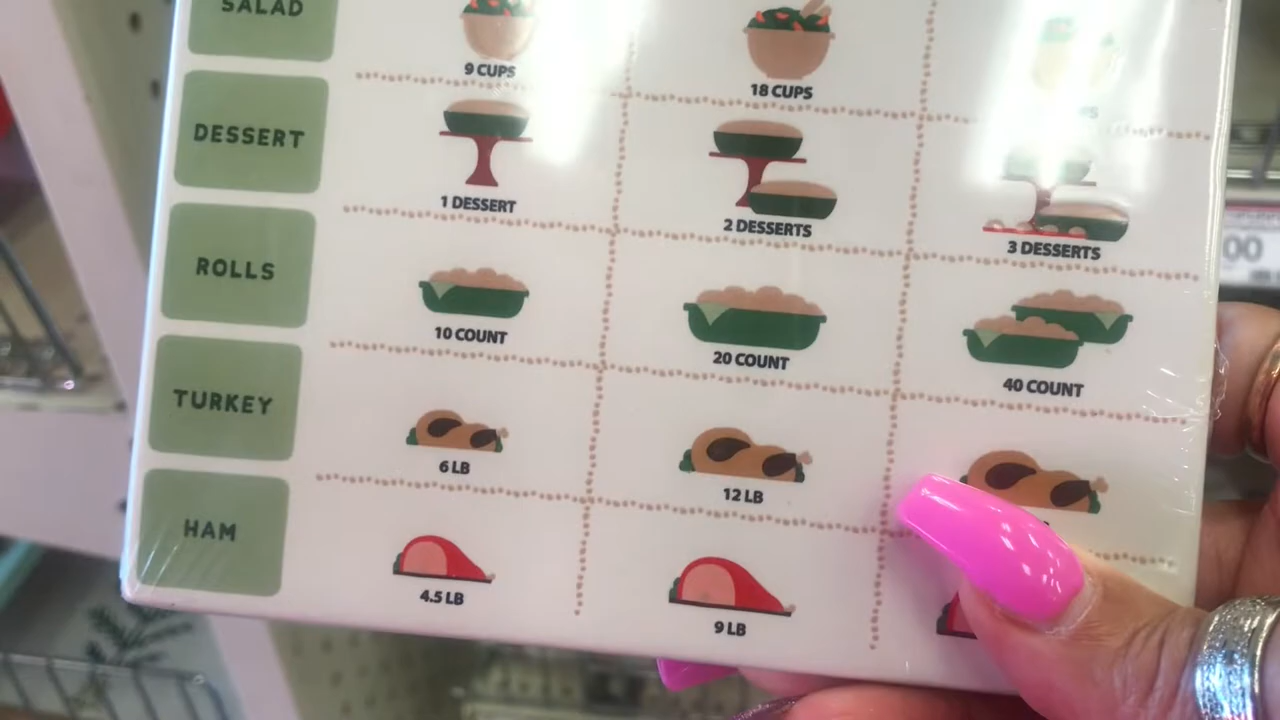 SALAD
9 CUPS
18 CUPS
DESSERT
1 DESSERT
2 DESSERTS
3 DESSERTS
ROLLS
10 COUNT
20 COUNT
40 COUNT
TURKEY
6 LB
12 LB
HAM
4.5 LB
9 LB
00